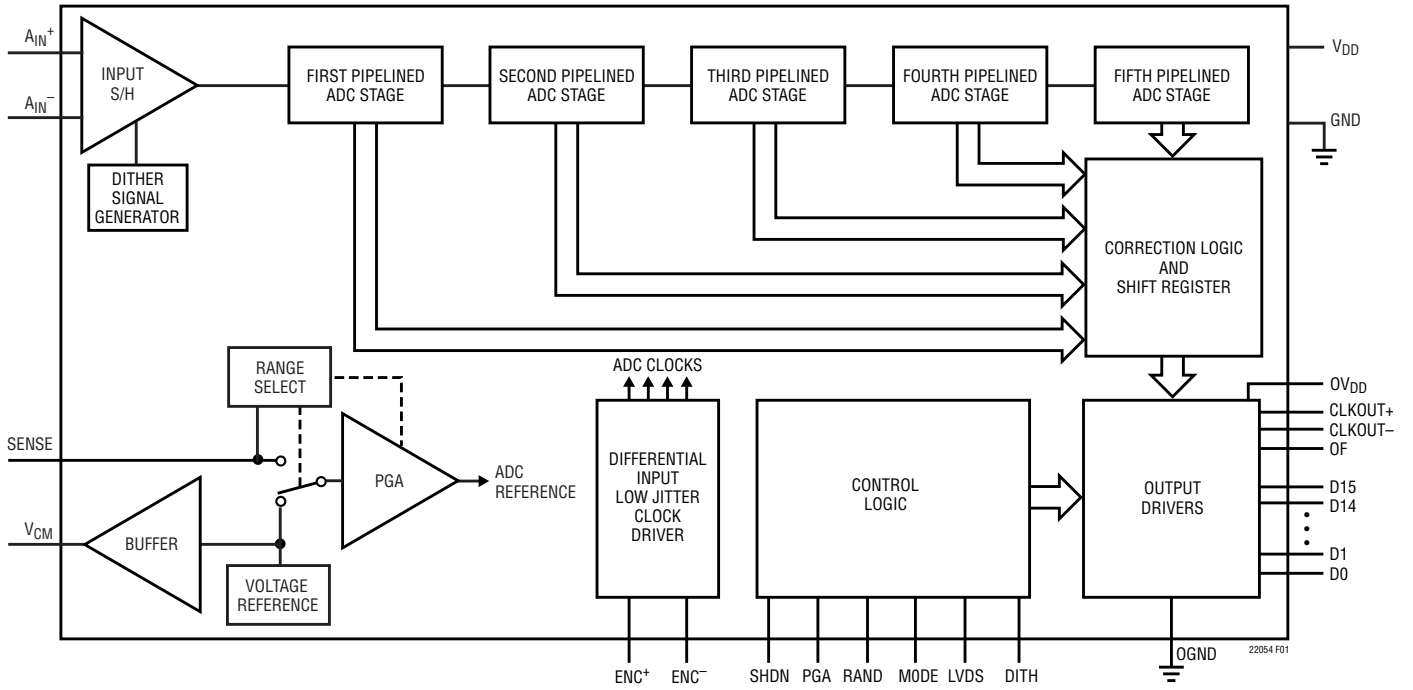 AIN+
AIN–
INPUT
S/H
DITHER
SIGNAL
GENERATOR
FIRST PIPELINED
ADC STAGE
SECOND PIPELINED
ADC STAGE
THIRD PIPELINED
ADC STAGE
FOURTH PIPELINED
ADC STAGE
FIFTH PIPELINED
ADC STAGE
VDD
GND
CORRECTION LOGIC
AND
SHIFT REGISTER
RANGE
SELECT
SENSE
PGA
ADC
REFERENCE
VCM
BUFFER
VOLTAGE
REFERENCE
ADC CLOCKS
DIFFERENTIAL
INPUT
LOW JITTER
CLOCK
DRIVER
CONTROL
LOGIC
OUTPUT
DRIVERS
OVDD
CLKOUT+
CLKOUT–
OF
D15
D14
D1
D0
ENC+
ENC–
SHDN
PGA
RAND
MODE
LVDS
DITH
OGND
22054 F01